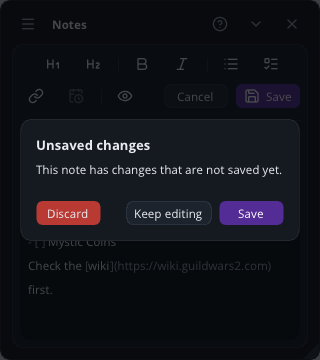 Notes
H1 H2 B I
Cancel Save
Unsaved changes
This note has changes that are not saved yet.
Discard Keep editing Save
- [ ] Mystic Coins
Check the [wiki](https://wiki.guildwars2.com)
first.